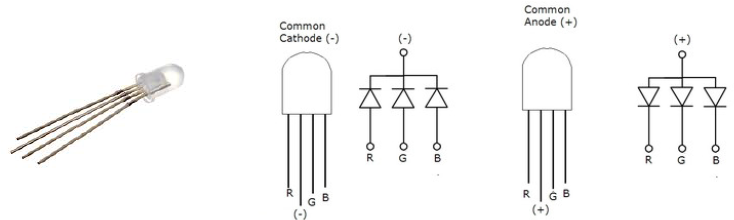 Common
Cathode (-)
(-)
R G B
R G B
(-)
Common
Anode (+)
(+)
R G B
R G B
(+)